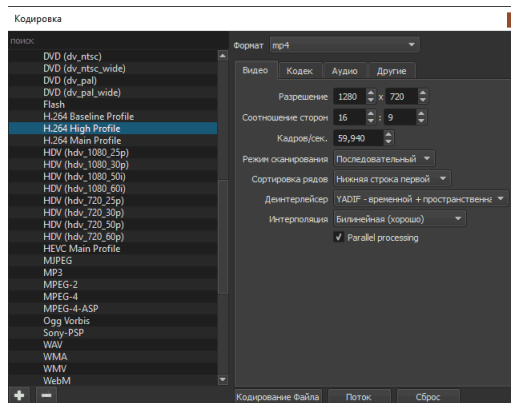 Кодировка
поиск
DVD (dv_ntsc)
DVD (dv_ntsc_wide)
DVD (dv_pal)
DVD (dv_pal_wide)
Flash
H.264 Baseline Profile
H.264 High Profile
H.264 Main Profile
HDV (hdv_1080_25p)
HDV (hdv_1080_30p)
HDV (hdv_1080_50i)
HDV (hdv_1080_60i)
HDV (hdv_720_25p)
HDV (hdv_720_30p)
HDV (hdv_720_50p)
HDV (hdv_720_60p)
HEVC Main Profile
MJPEG
MP3
MPEG-2
MPEG-4
MPEG-4-ASP
Ogg Vorbis
Sony-PSP
WAV
WMA
WMV
WebM
Формат mp4
Видео Кодек Аудио Другие
Разрешение 1280 x 720
Соотношение сторон 16 : 9
Кадров/сек. 59,940
Режим сканирования Последовательный
Сортировка рядов Нижняя строка первой
Деинтерлейсер YADIF - временной + пространственна
Интерполяция Билинейная (хорошо)
Parallel processing
Кодирование Файла Поток Сброс